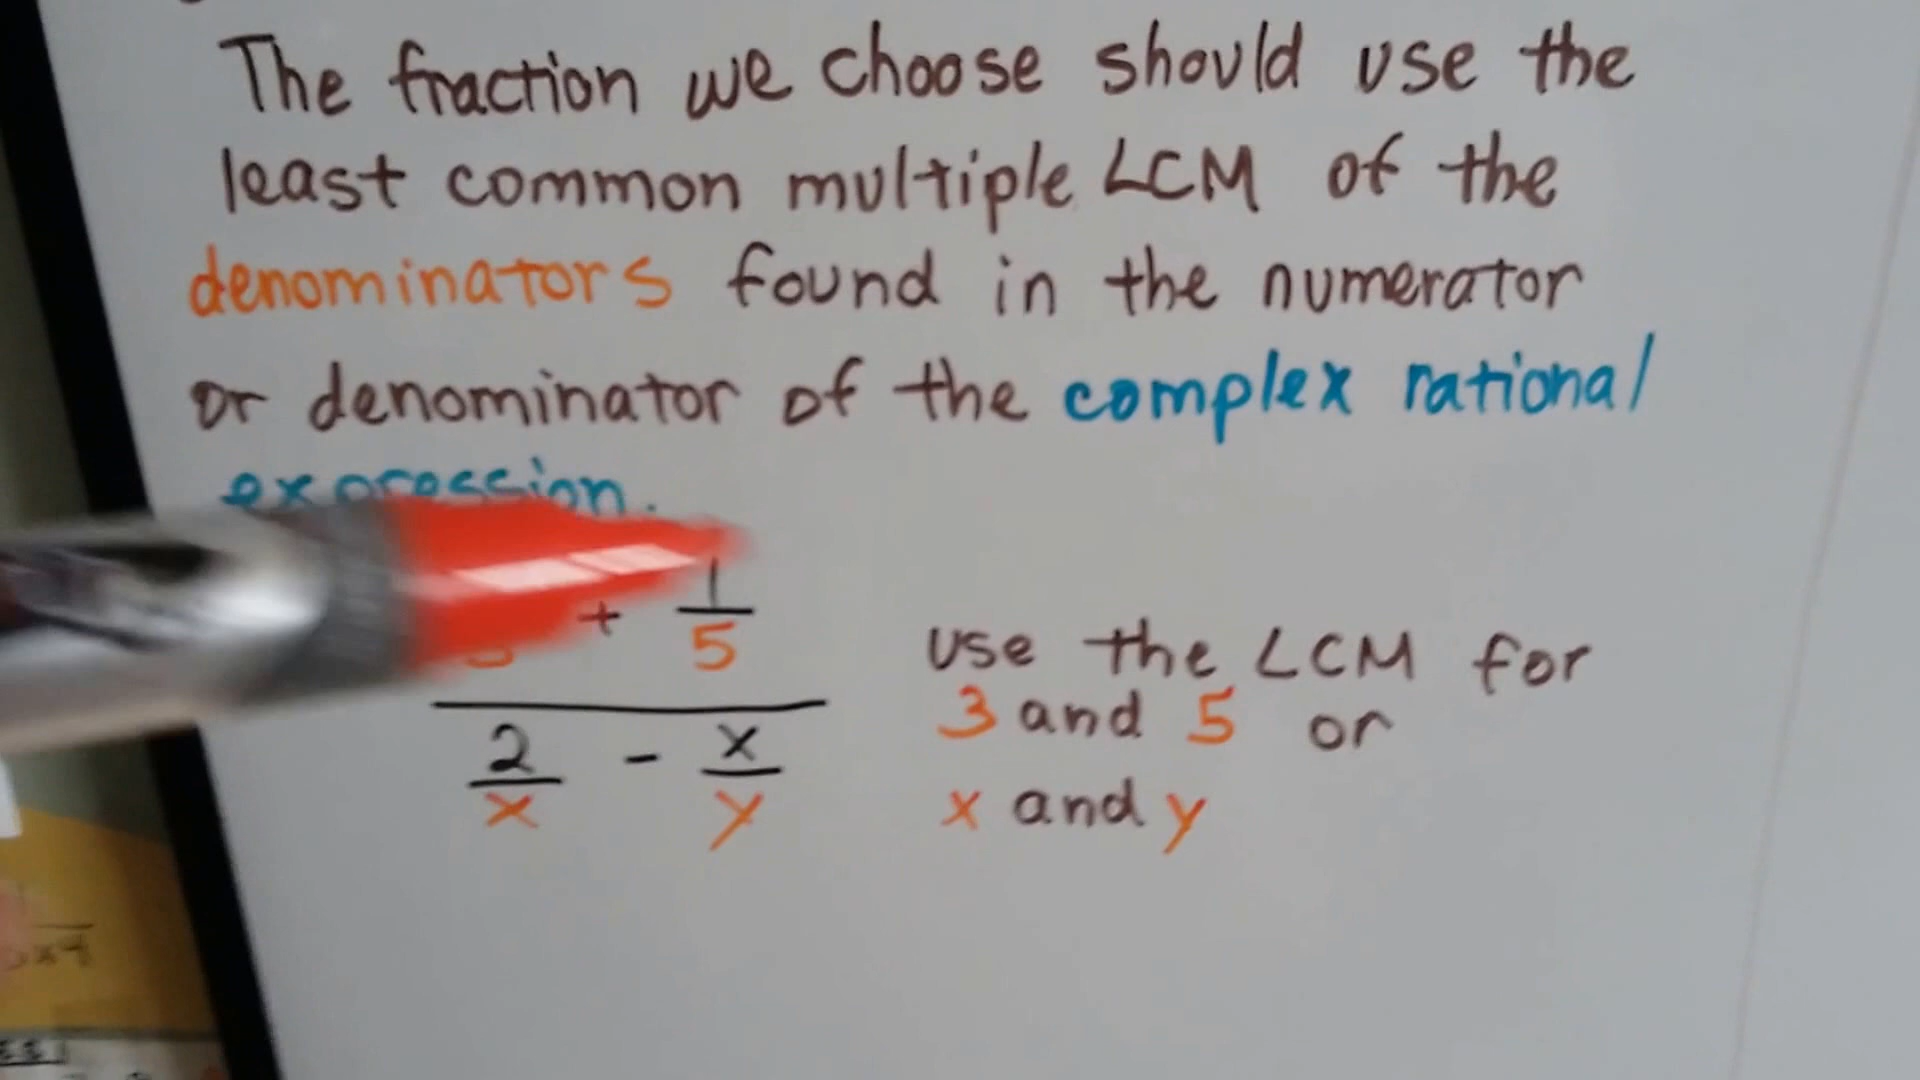 The fraction we choose should use the
least common multiple LCM of the
denominators found in the numerator
or denominator of the complex rational
expression.
+ 1/5
2/x - x/y
use the LCM for
3 and 5 or
x and y